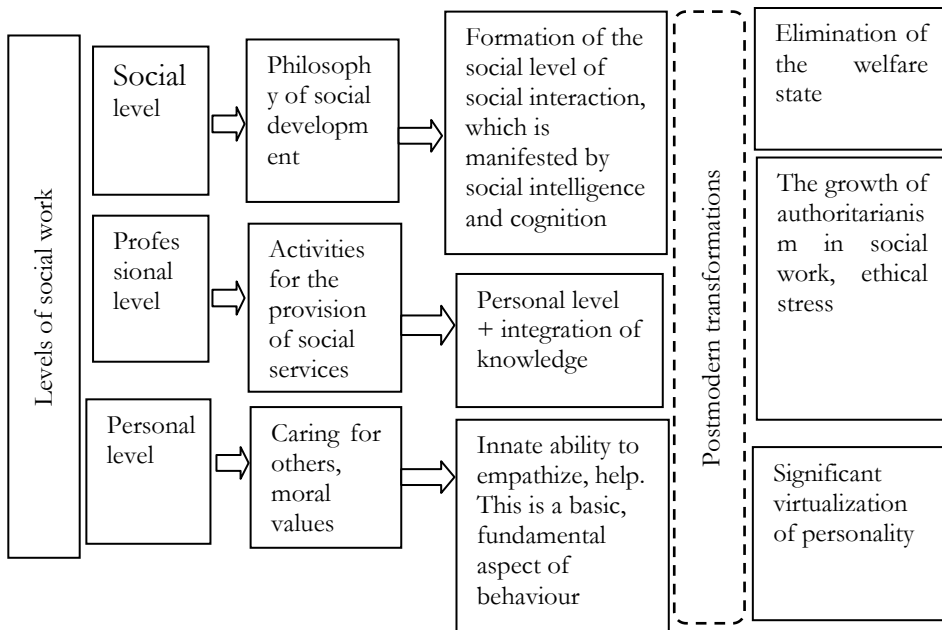 Levels of social work
Social
level
Philosoph
y of social
developm
ent
Formation of the
social level of
social interaction,
which is
manifested by
social intelligence
and cognition
Profes
sional
level
Activities
for the
provision
of social
services
Personal level
+ integration of
knowledge
Personal
level
Caring for
others,
moral
values
Innate ability to
empathize, help.
This is a basic,
fundamental
aspect of
behaviour
Postmodern transformations
Elimination of
the welfare
state
The growth of
authoritarianis
m in social
work, ethical
stress
Significant
virtualization
of personality